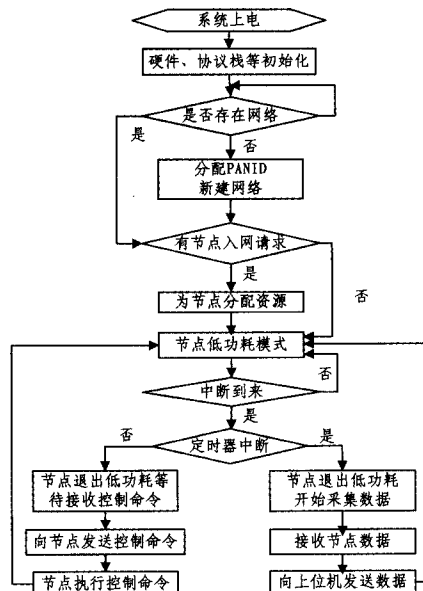 系统上电
硬件、协议栈等初始化
是否存在网络
是
否
分配PANID
新建网络
有节点入网请求
是
否
为节点分配资源
节点低功耗模式
否
中断到来
是
否
是
定时器中断
节点退出低功耗等
待接收控制命令
节点退出低功耗
开始采集数据
向节点发送控制命令
接收节点数据
节点执行控制命令
向上位机发送数据